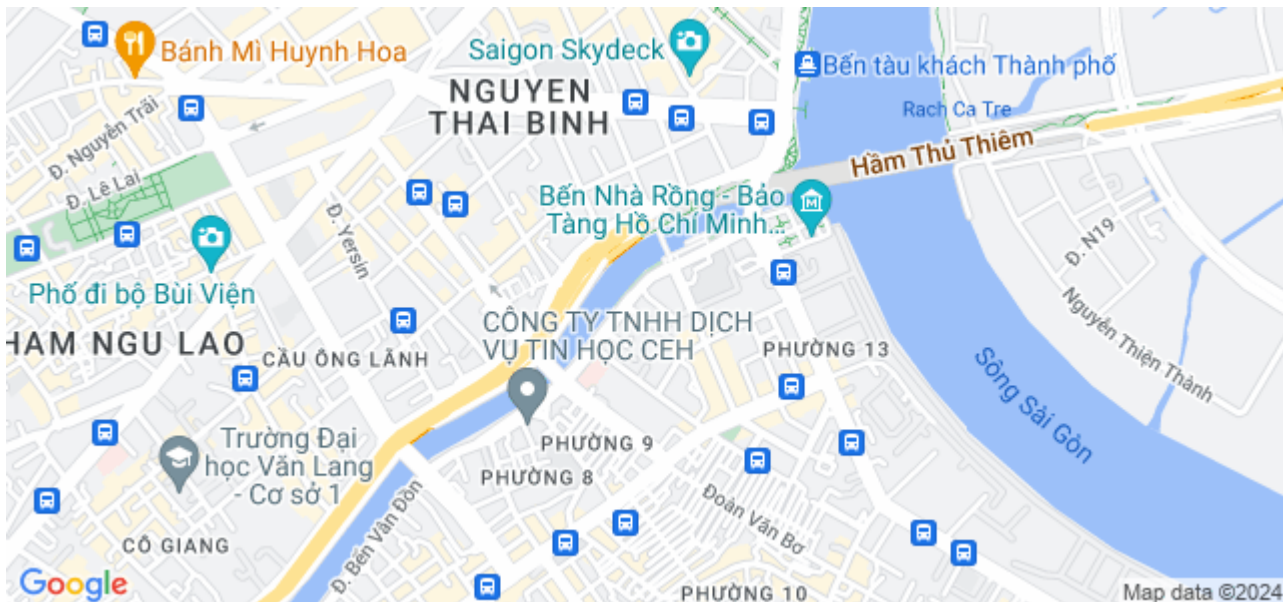 Bánh Mì Huynh Hoa
Saigon Skydeck
Bến tàu khách Thành phố
NGUYEN
THAI BINH
Rach Ca Tre
Đ. Nguyễn Trãi
Hầm Thủ Thiêm
Đ. Lê Lai
Bến Nhà Rồng - Bảo
Tàng Hồ Chí Minh...
Đ. Yersin
Đ. N19
Phố đi bộ Bùi Viện
Nguyễn Thiện Thành
CÔNG TY TNHH DỊCH
VỤ TIN HỌC CEH
HAM NGU LAO
CẦU ÔNG LÃNH
PHƯỜNG 13
Sông Sài Gòn
Trường Đại
học Văn Lang
- Cơ sở 1
PHƯỜNG 9
PHƯỜNG 8
Đoàn Văn Bơ
Đ. Bến Vân Đồn
CÔ GIANG
PHƯỜNG 10
Google
Map data ©2024